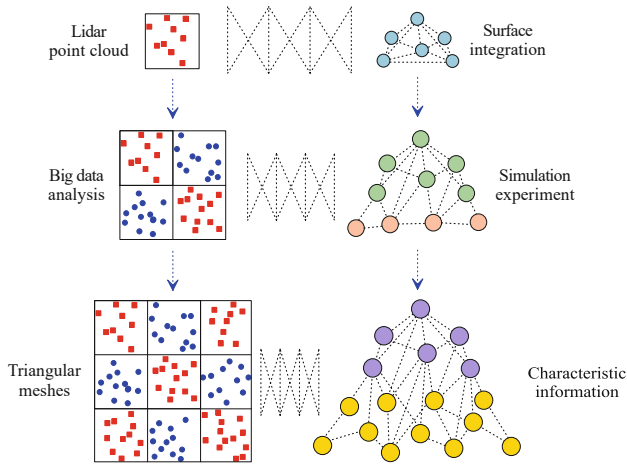 Lidar
point cloud
Surface
integration
Big data
analysis
Simulation
experiment
Triangular
meshes
Characteristic
information